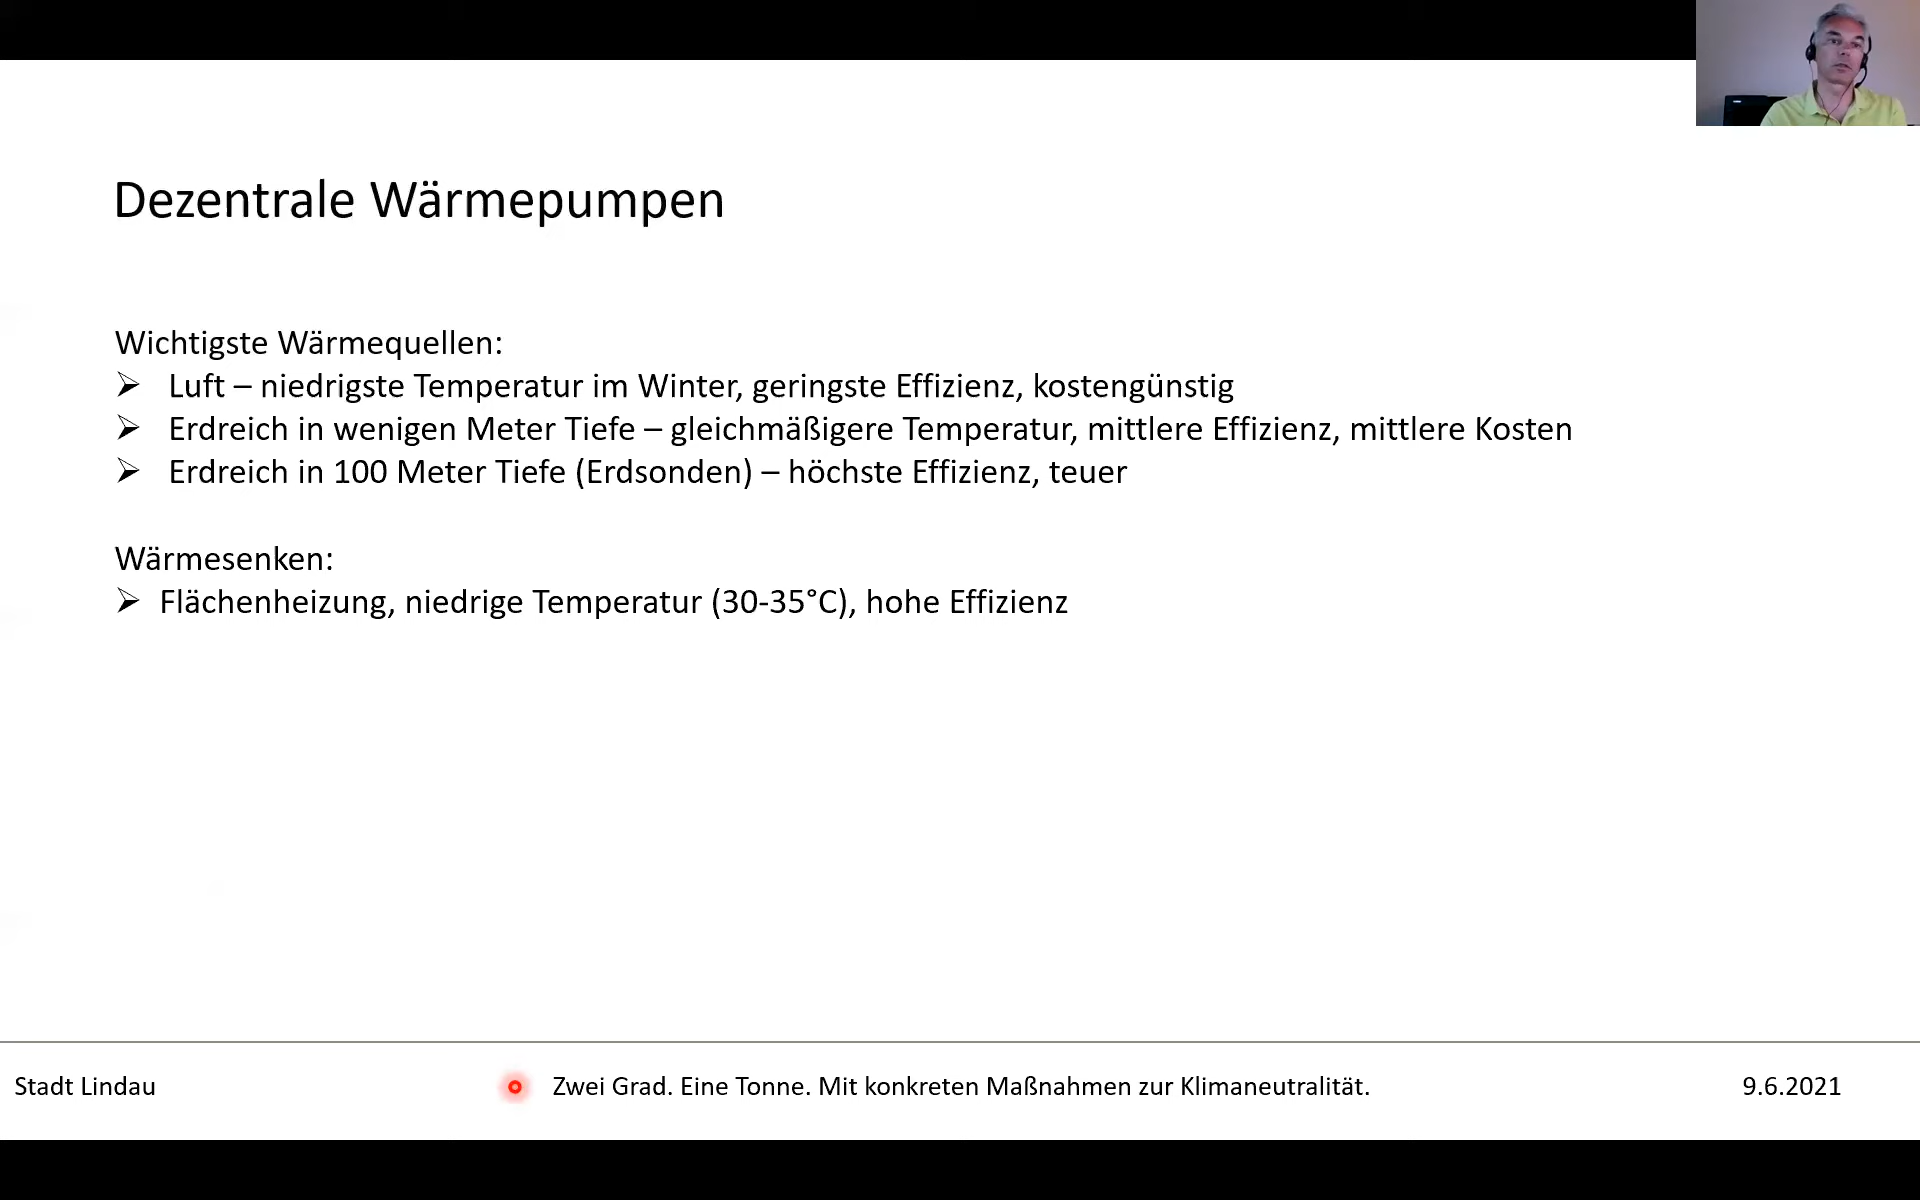 Dezentrale Wärmepumpen
Wichtigste Wärmequellen:
➢ Luft – niedrigste Temperatur im Winter, geringste Effizienz, kostengünstig
➢ Erdreich in wenigen Meter Tiefe – gleichmäßigere Temperatur, mittlere Effizienz, mittlere Kosten
➢ Erdreich in 100 Meter Tiefe (Erdsonden) – höchste Effizienz, teuer
Wärmesenken:
➢ Flächenheizung, niedrige Temperatur (30-35°C), hohe Effizienz
Stadt Lindau
Zwei Grad. Eine Tonne. Mit konkreten Maßnahmen zur Klimaneutralität.
9.6.2021